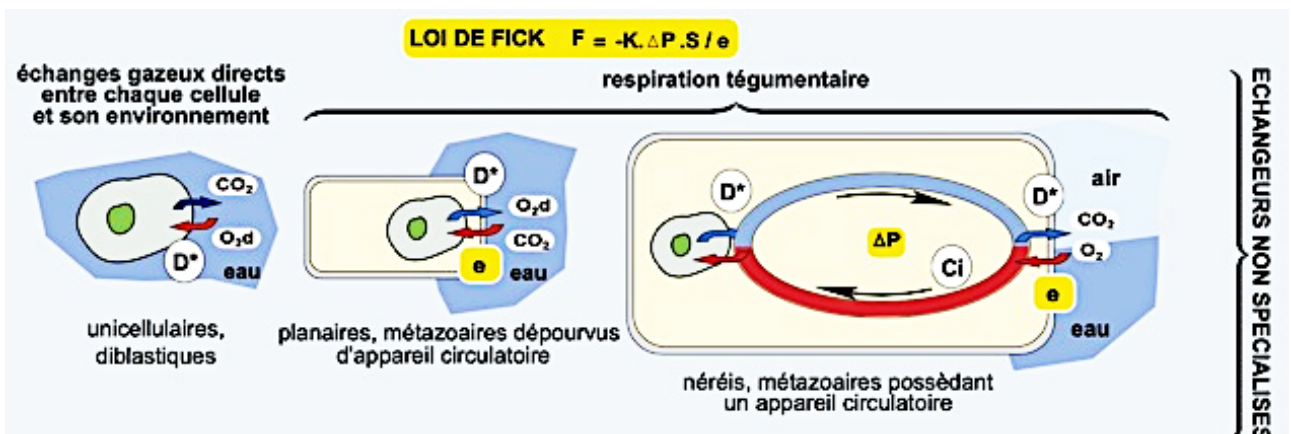 LOI DE FICK F = -K.ΔP.S / e
échanges gazeux directs
entre chaque cellule
et son environnement
respiration tégumentaire
CO₂
O₂d
D*
eau
unicellulaires,
diblastiques
D*
O₂d
CO₂
e
eau
planaires, métazoaires dépourvus
d'appareil circulatoire
D*
ΔP
Ci
D*
air
CO₂
O₂
e
eau
néréis, métazoaires possèdant
un appareil circulatoire
ECHANGEURS NON SPECIALISES